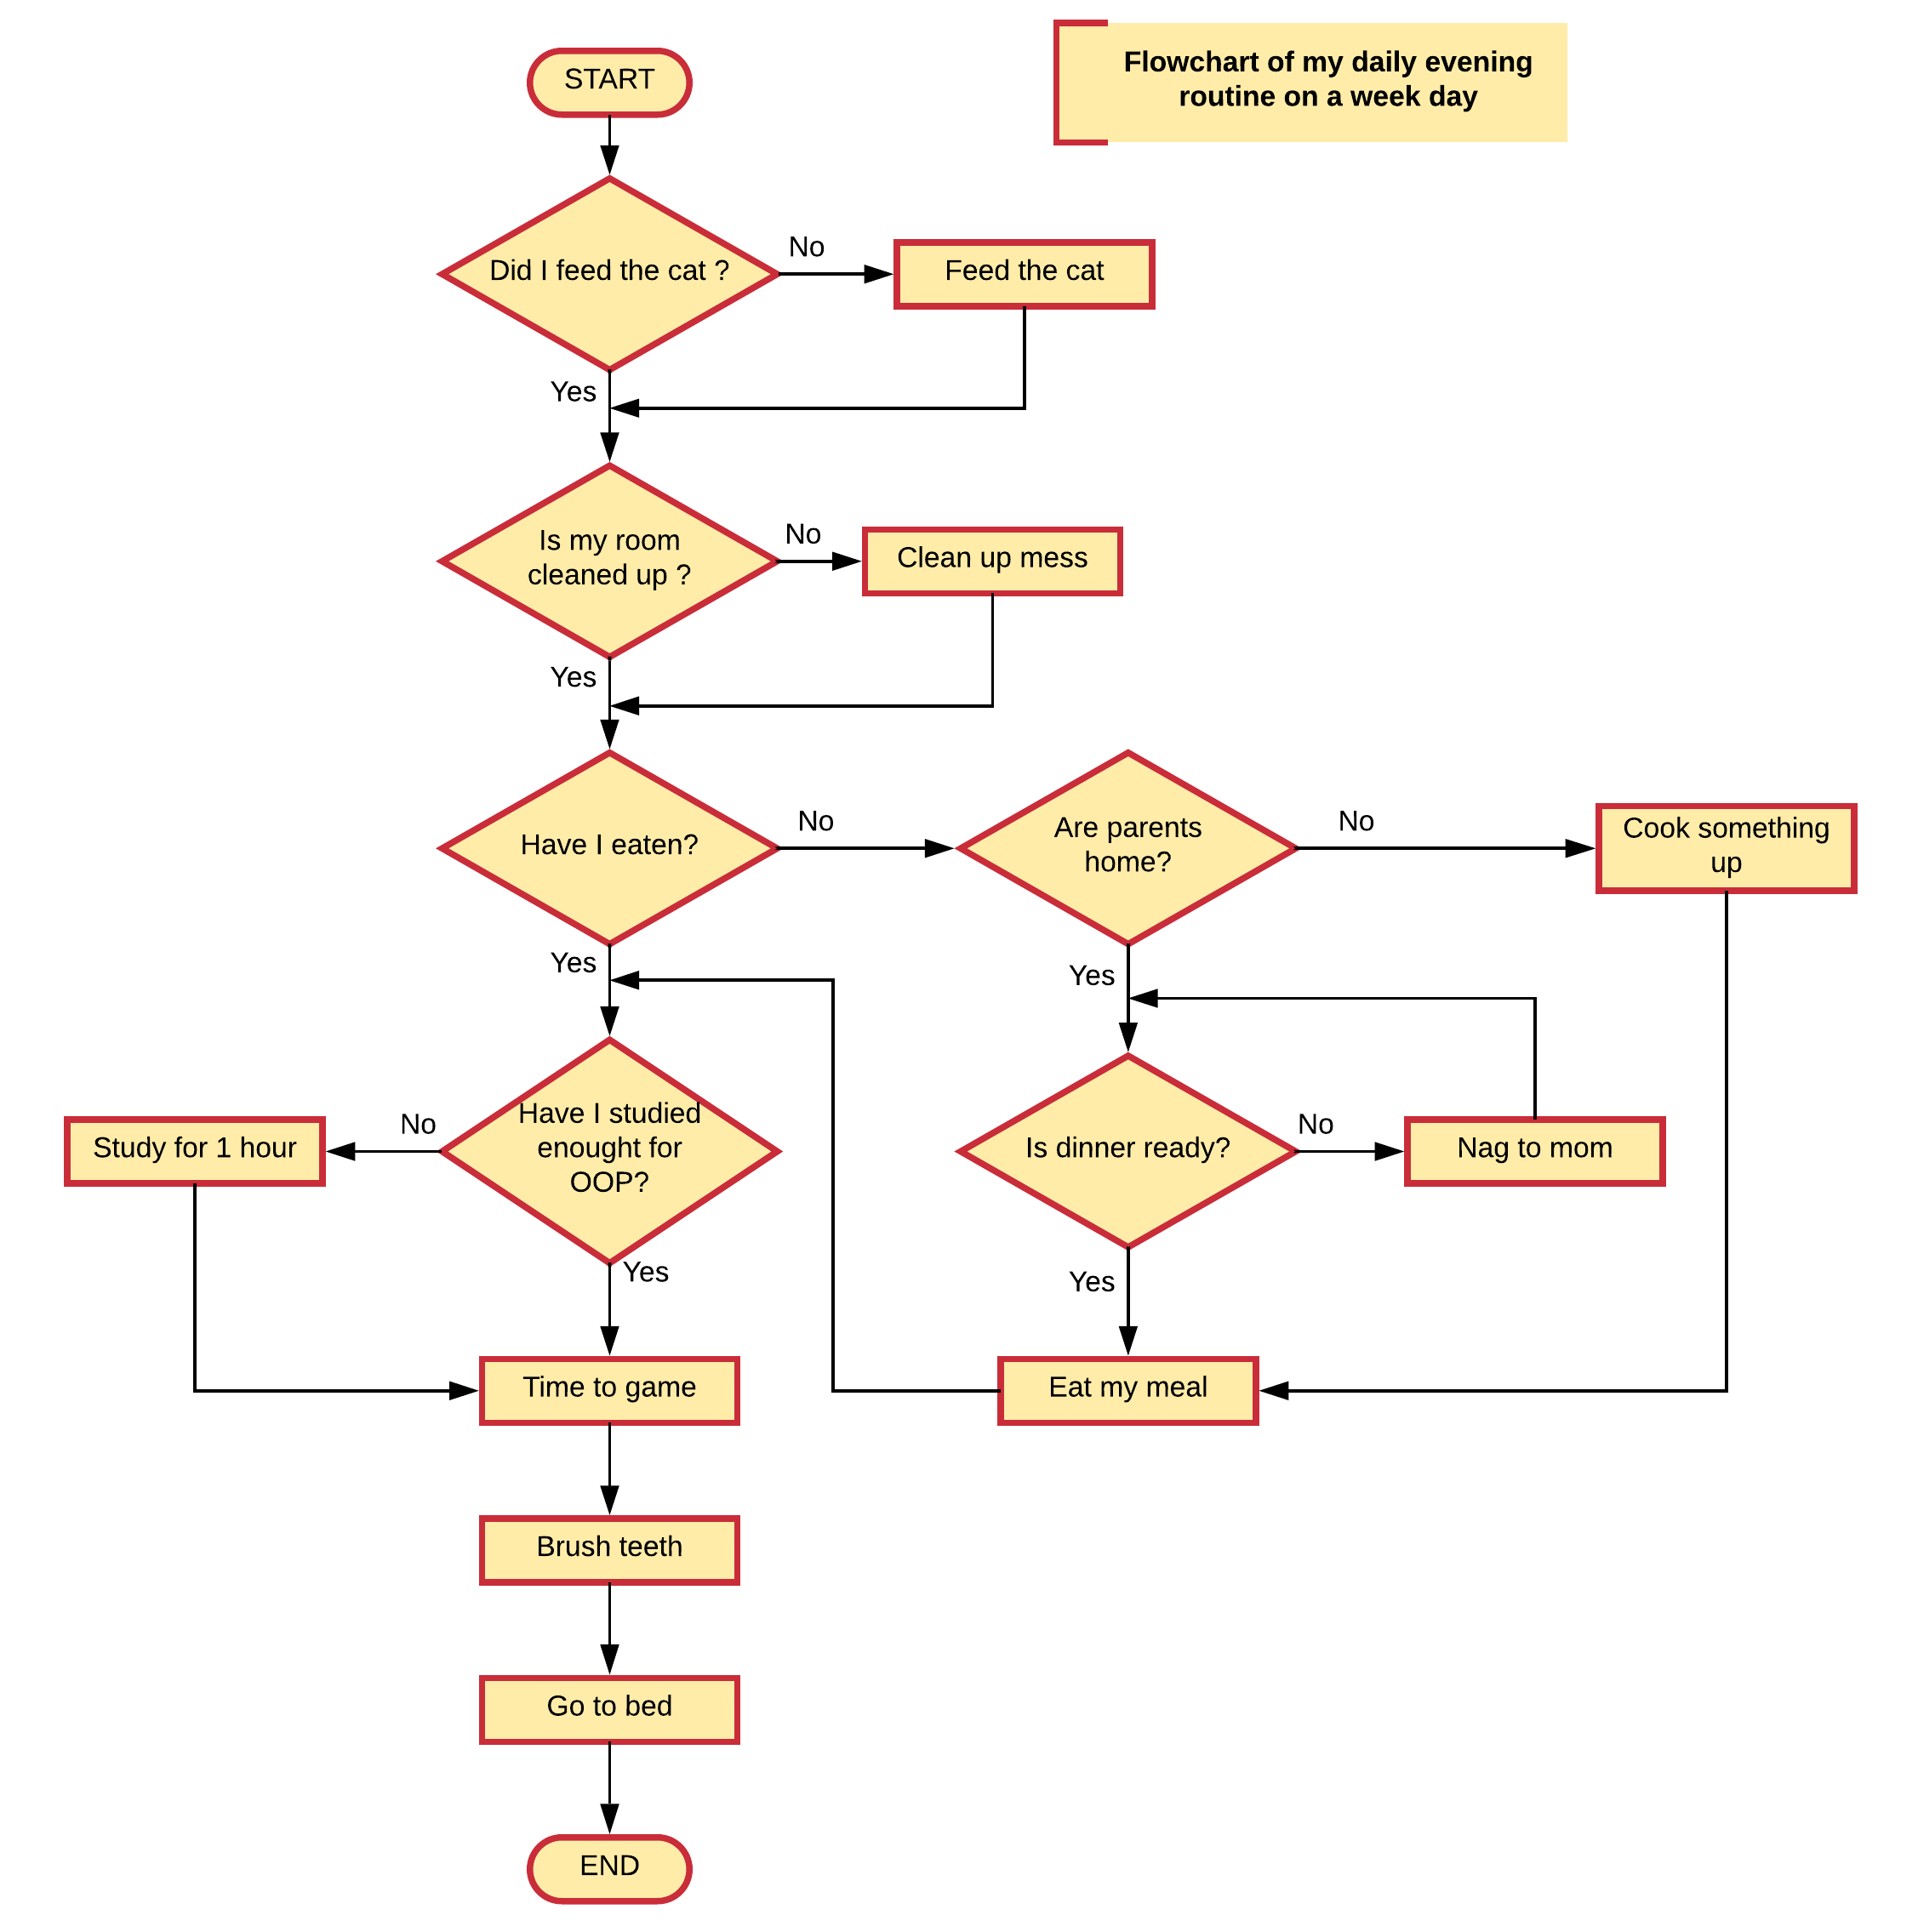 Flowchart of my daily evening
routine on a week day
START
Did I feed the cat ?
No
Feed the cat
Yes
Is my room
cleaned up ?
No
Clean up mess
Yes
Have I eaten?
No
Are parents
home?
No
Cook something
up
Yes
Yes
Have I studied
enought for
OOP?
No
Study for 1 hour
Is dinner ready?
No
Nag to mom
Yes
Yes
Time to game
Eat my meal
Brush teeth
Go to bed
END